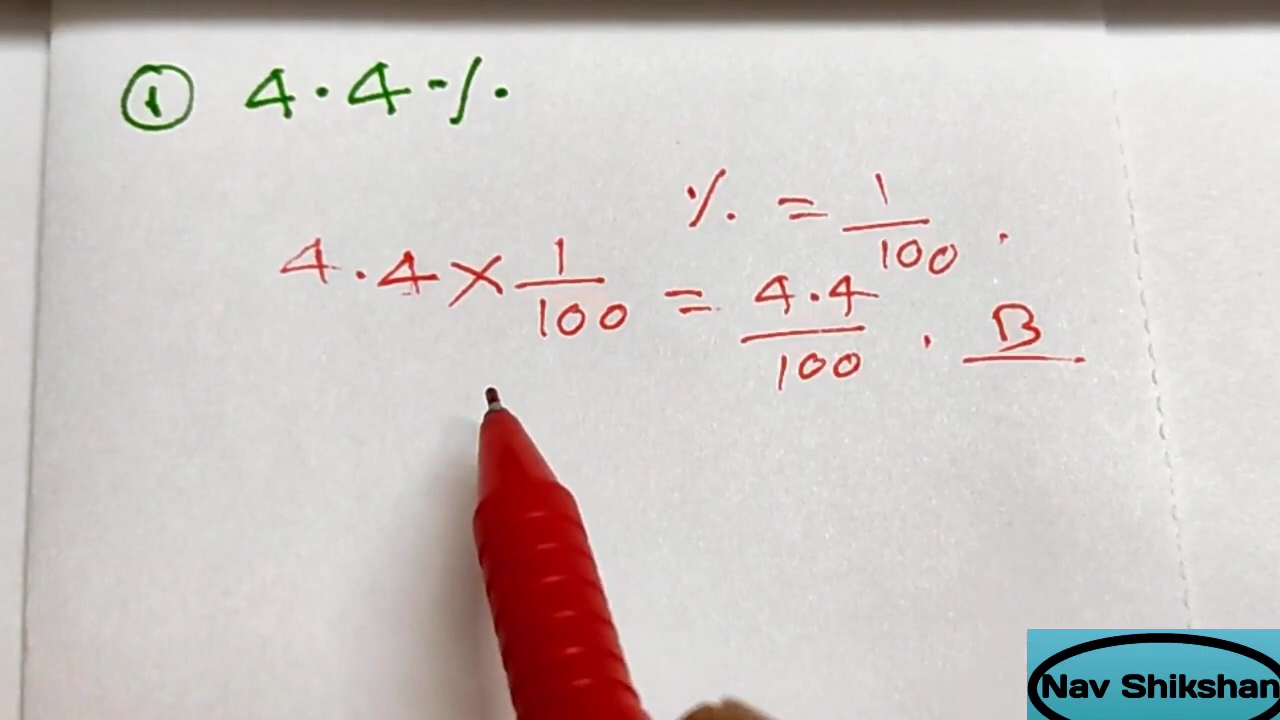 ① 4.4%
% = 1/100.
4.4 × 1/100 = 4.4/100 . B
Nav Shikshan